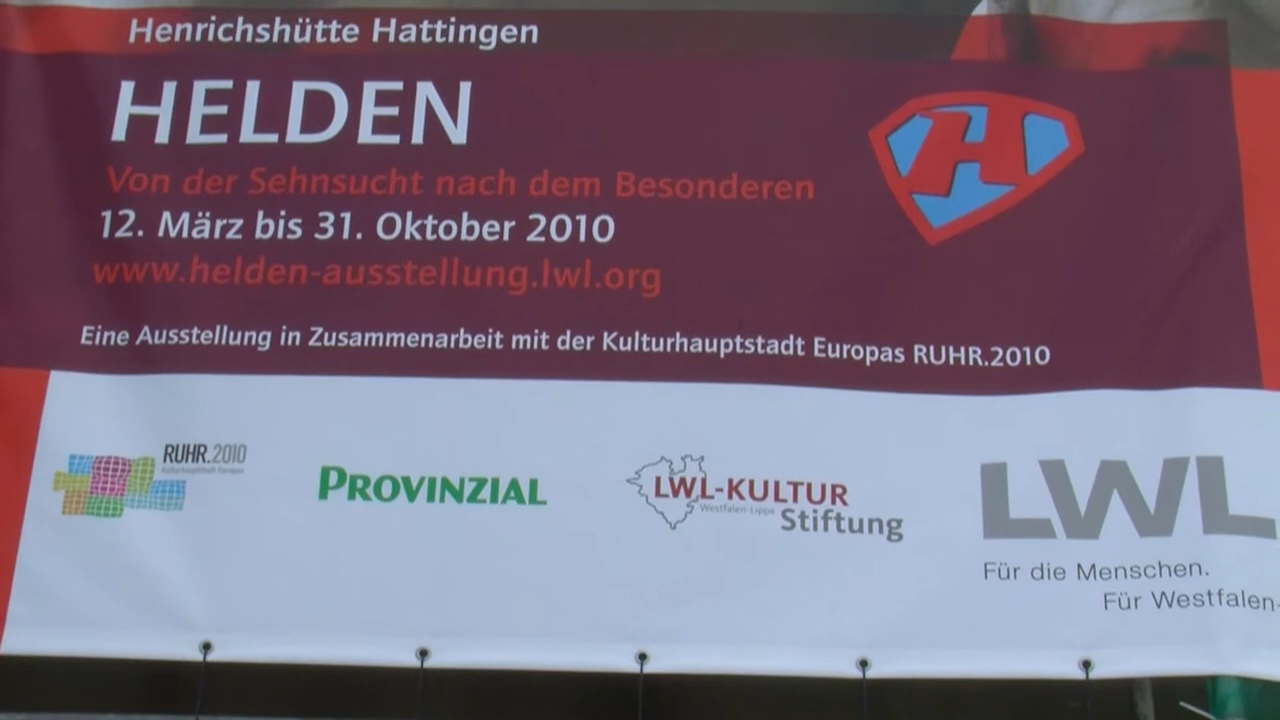 Henrichshütte Hattingen
HELDEN
H
Von der Sehnsucht nach dem Besonderen
12. März bis 31. Oktober 2010
www.helden-ausstellung.lwl.org
Eine Ausstellung in Zusammenarbeit mit der Kulturhauptstadt Europas RUHR.2010
RUHR.2010
Kulturhauptstadt Europas
PROVINZIAL
LWL-KULTUR
Westfalen-Lippe
Stiftung
LWL
Für die Menschen.
Für Westfalen-